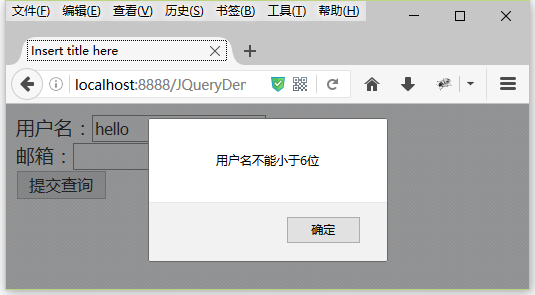 文件(F) 编辑(E) 查看(V) 历史(S) 书签(B) 工具(T) 帮助(H)
Insert title here
localhost:8888/JQueryDer
用户名：hello
邮箱：
提交查询
用户名不能小于6位
确定